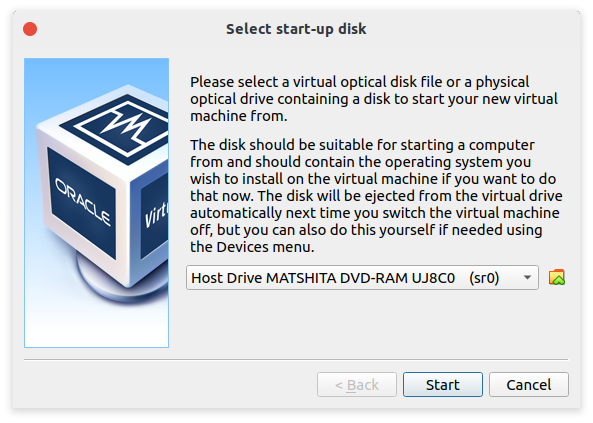 Select start-up disk
Please select a virtual optical disk file or a physical
optical drive containing a disk to start your new virtual
machine from.
The disk should be suitable for starting a computer
from and should contain the operating system you
wish to install on the virtual machine if you want to do
that now. The disk will be ejected from the virtual drive
automatically next time you switch the virtual machine
off, but you can also do this yourself if needed using
the Devices menu.
ORACLE
Virtu
Host Drive MATSHITA DVD-RAM UJ8C0 (sr0)
< Back
Start
Cancel